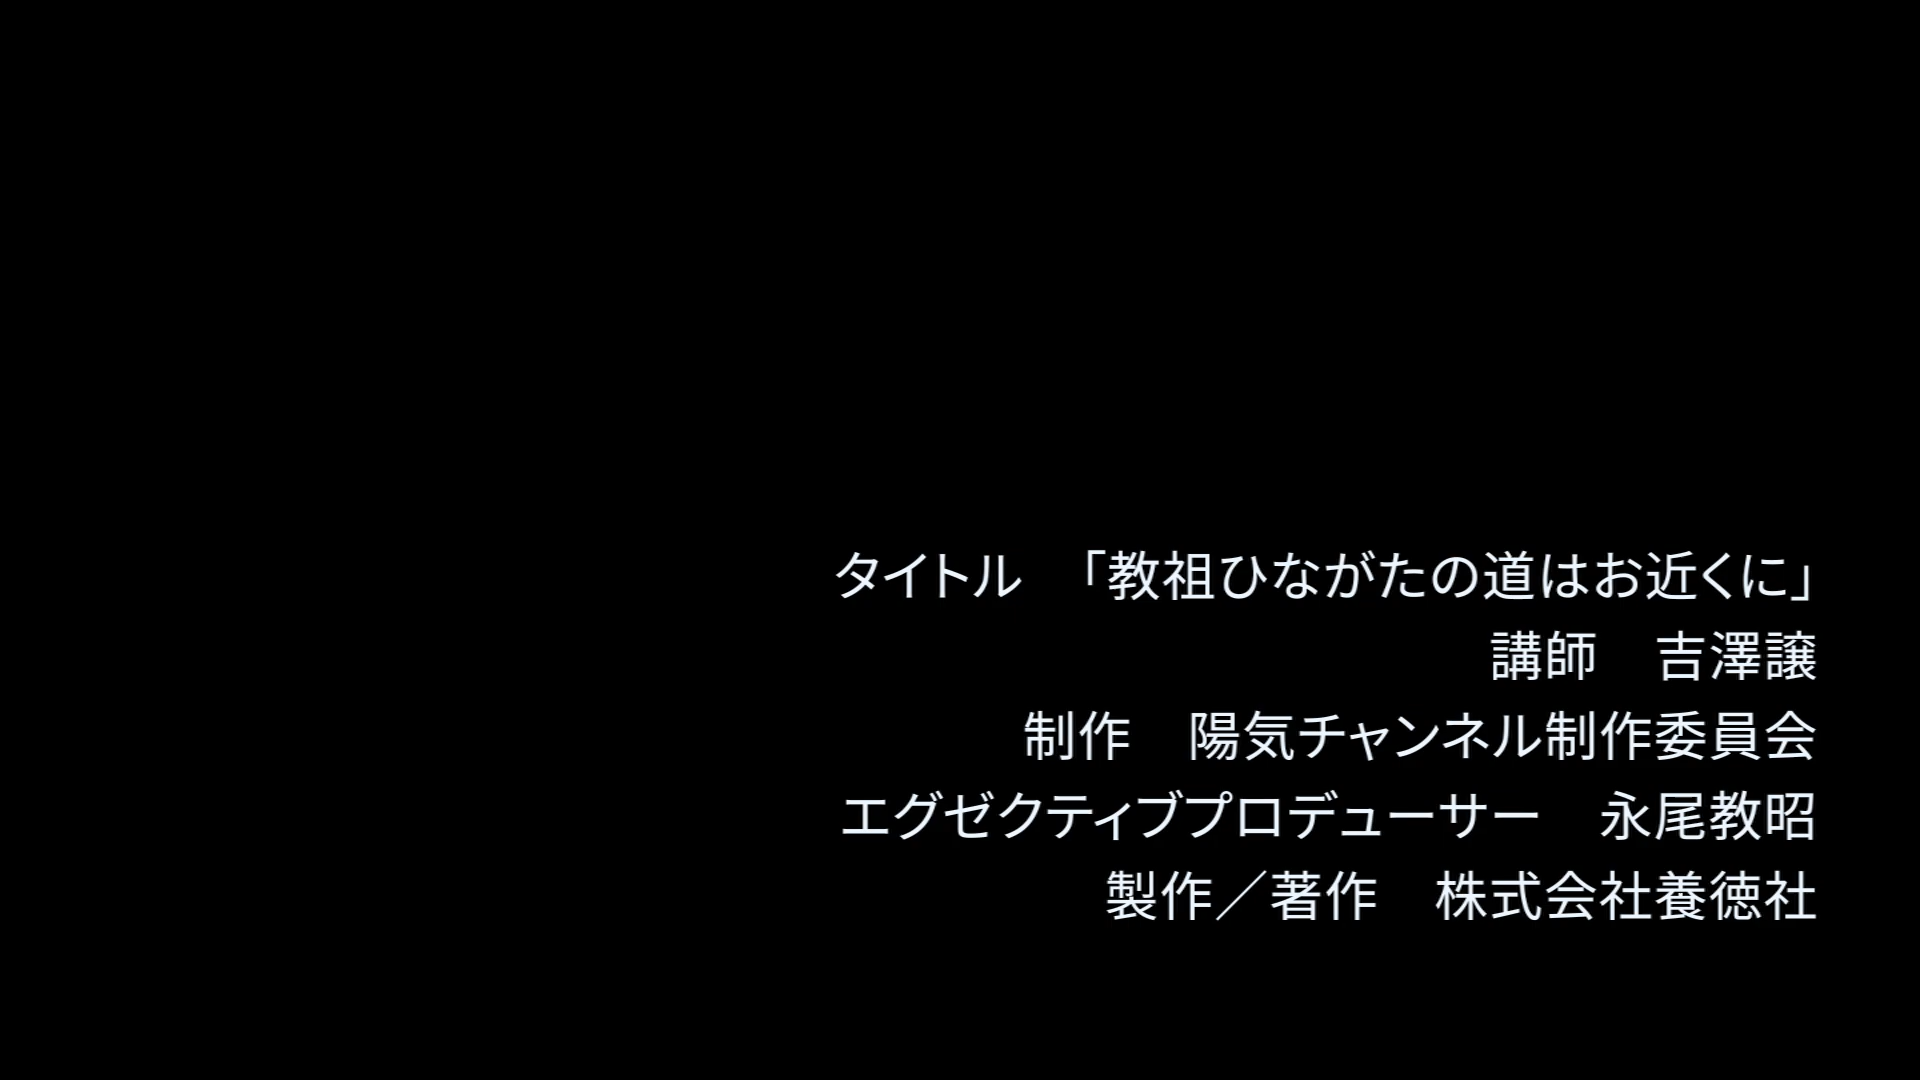 タイトル　「教祖ひながたの道はお近くに」
講師　吉澤譲
制作　陽気チャンネル制作委員会
エグゼクティブプロデューサー　永尾教昭
製作／著作　株式会社養徳社